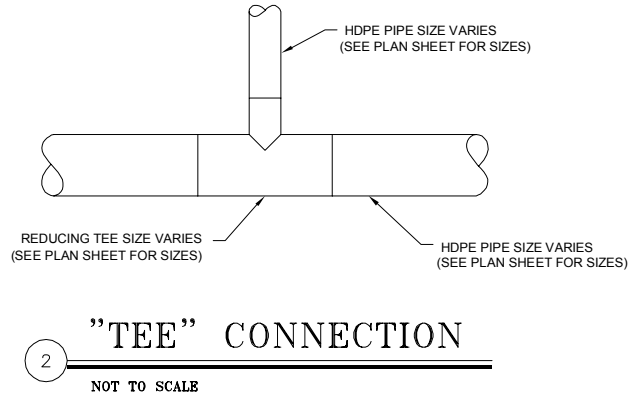 HDPE PIPE SIZE VARIES
(SEE PLAN SHEET FOR SIZES)
REDUCING TEE SIZE VARIES
(SEE PLAN SHEET FOR SIZES)
HDPE PIPE SIZE VARIES
(SEE PLAN SHEET FOR SIZES)
2
"TEE" CONNECTION
NOT TO SCALE